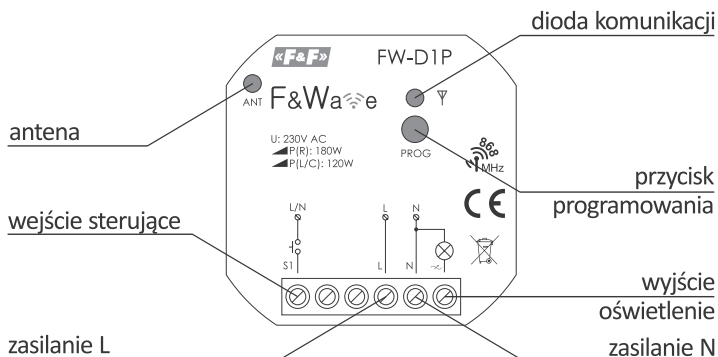 dioda komunikacji
«F&F»
FW-D1P
ANT
F&Wave
antena
U: 230V AC
P(R): 180W
P(L/C): 120W
PROG
868
MHz
przycisk
programowania
CE
L/N
L
N
wejście sterujące
S1
L
N
wyjście
oświetlenie
zasilanie L
zasilanie N